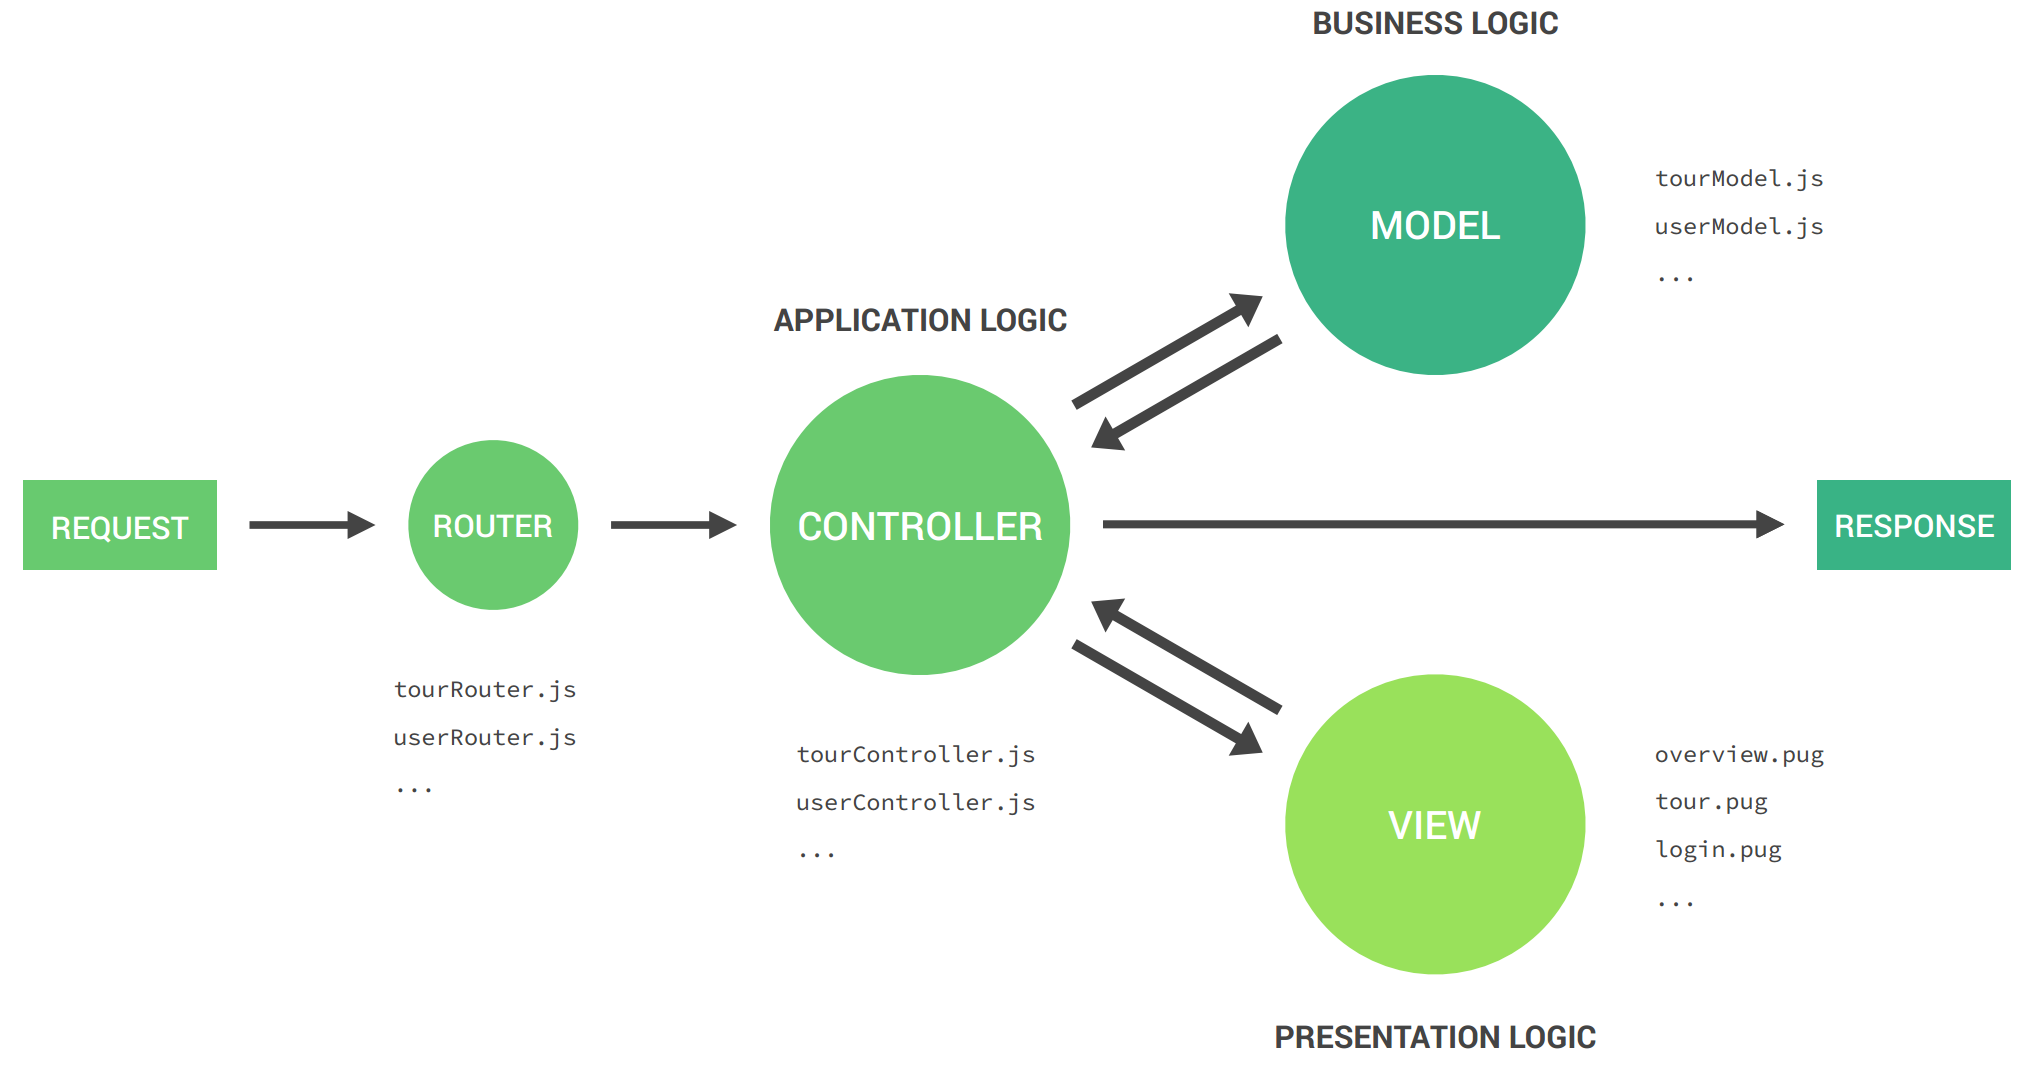 BUSINESS LOGIC
MODEL
tourModel.js
userModel.js
...
APPLICATION LOGIC
REQUEST
ROUTER
CONTROLLER
RESPONSE
tourRouter.js
userRouter.js
...
tourController.js
userController.js
...
VIEW
overview.pug
tour.pug
login.pug
...
PRESENTATION LOGIC